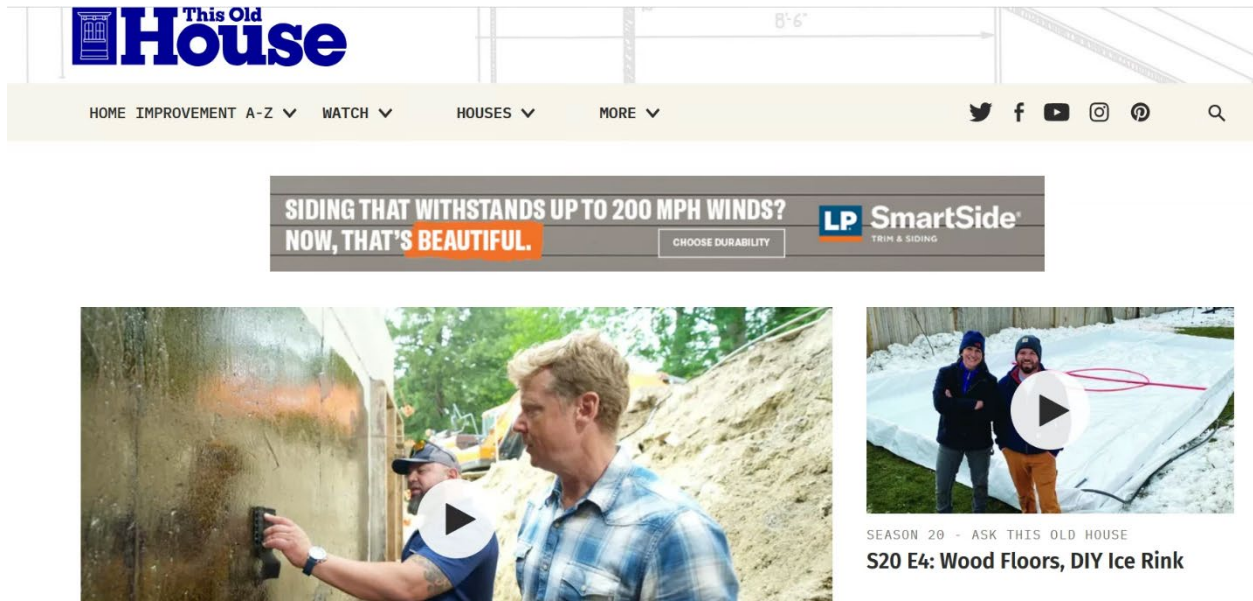 This Old
House
8'-6"
HOME IMPROVEMENT A-Z WATCH HOUSES MORE
SIDING THAT WITHSTANDS UP TO 200 MPH WINDS?
NOW, THAT'S BEAUTIFUL.
CHOOSE DURABILITY
LP SmartSide
TRIM & SIDING
SEASON 20 - ASK THIS OLD HOUSE
S20 E4: Wood Floors, DIY Ice Rink